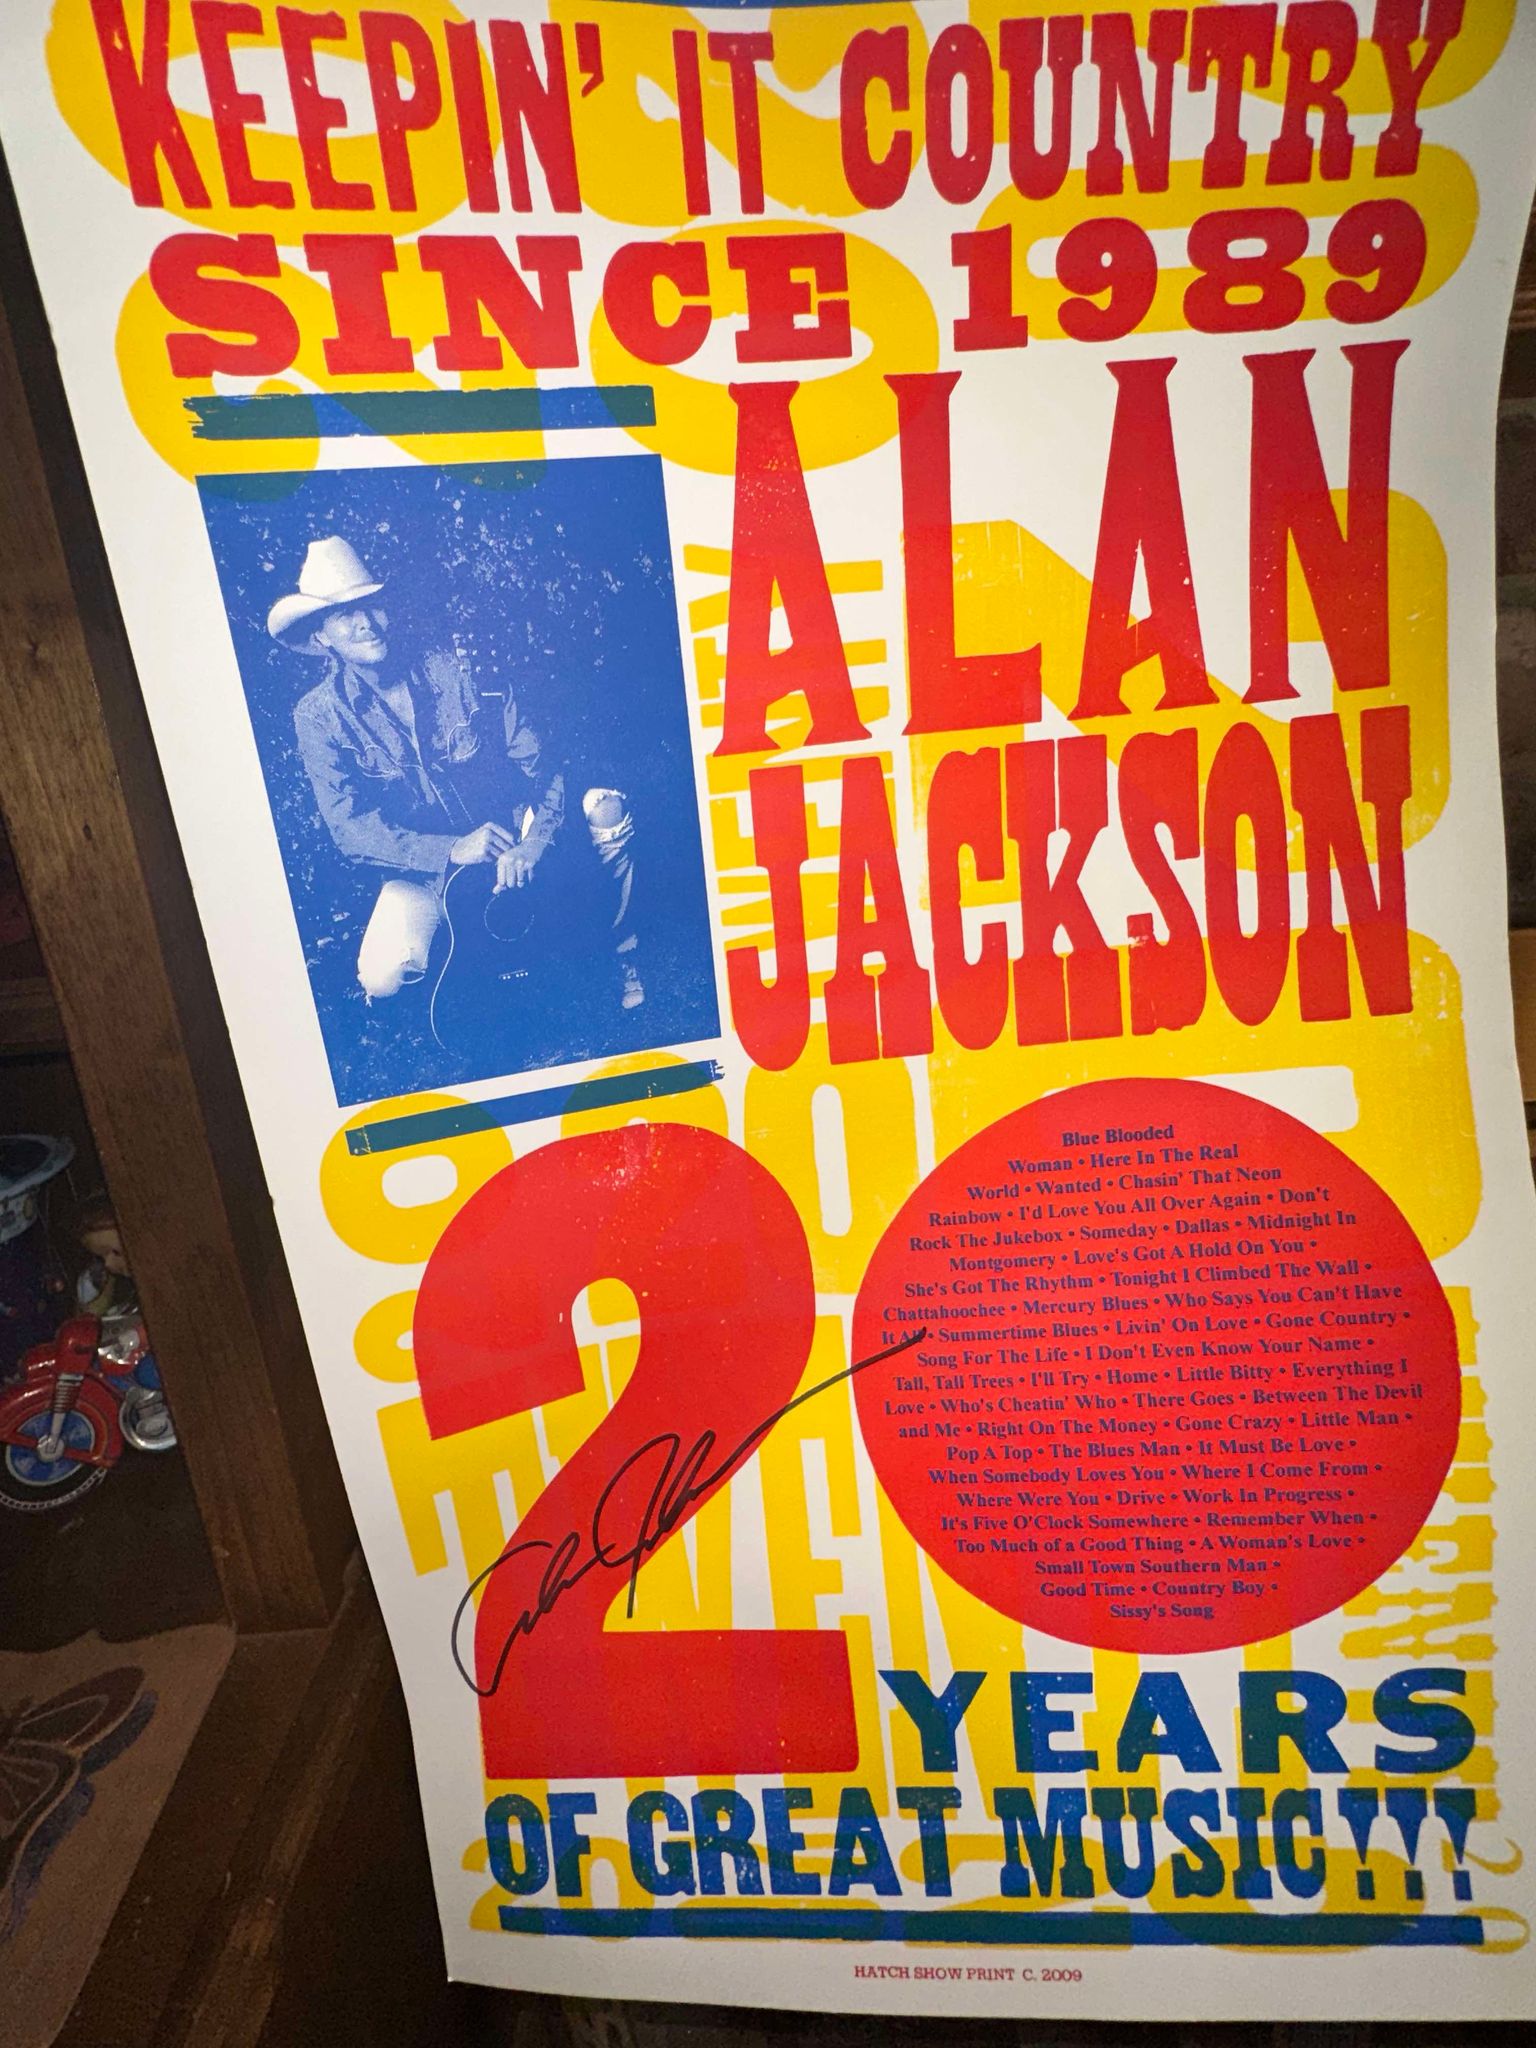 KEEPIN' IT COUNTRY
SINCE 1989
ALAN
JACKSON
TWENTY
Blue Blooded
Woman • Here In The Real
World • Wanted • Chasin' That Neon
Rainbow • I'd Love You All Over Again • Don't
Rock The Jukebox • Someday • Dallas • Midnight In
Montgomery • Love's Got A Hold On You •
She's Got The Rhythm • Tonight I Climbed The Wall •
Chattahoochee • Mercury Blues • Who Says You Can't Have
It All • Summertime Blues • Livin' On Love • Gone Country •
Song For The Life • I Don't Even Know Your Name •
Tall, Tall Trees • I'll Try • Home • Little Bitty • Everything I
Love • Who's Cheatin' Who • There Goes • Between The Devil
and Me • Right On The Money • Gone Crazy • Little Man •
Pop A Top • The Blues Man • It Must Be Love •
When Somebody Loves You • Where I Come From •
Where Were You • Drive • Work In Progress •
It's Five O'Clock Somewhere • Remember When •
Too Much of a Good Thing • A Woman's Love •
Small Town Southern Man •
Good Time • Country Boy •
Sissy's Song
20
YEARS
OF GREAT MUSIC!!!
HATCH SHOW PRINT C. 2009